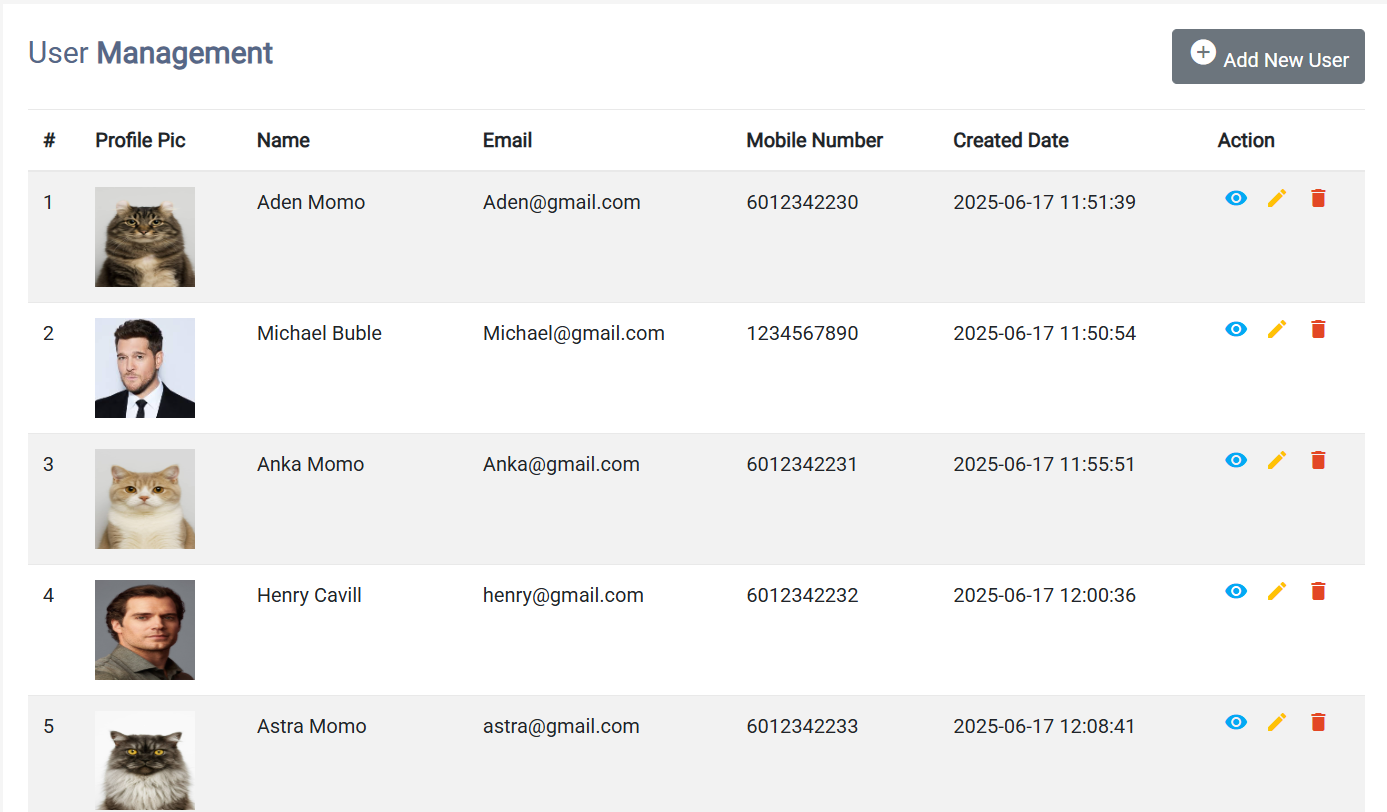 User Management
Add New User
# Profile Pic Name Email Mobile Number Created Date Action
1 Aden Momo Aden@gmail.com 6012342230 2025-06-17 11:51:39
2 Michael Buble Michael@gmail.com 1234567890 2025-06-17 11:50:54
3 Anka Momo Anka@gmail.com 6012342231 2025-06-17 11:55:51
4 Henry Cavill henry@gmail.com 6012342232 2025-06-17 12:00:36
5 Astra Momo astra@gmail.com 6012342233 2025-06-17 12:08:41